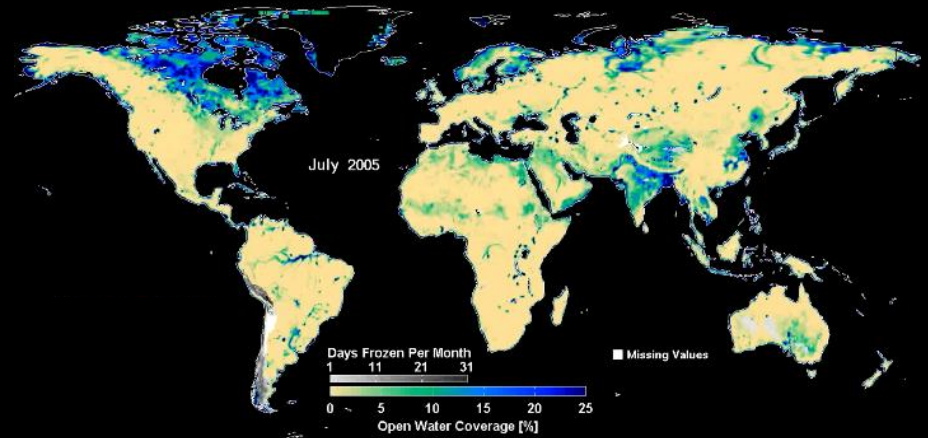 July 2005
Days Frozen Per Month
1 11 21 31
Missing Values
0 5 10 15 20 25
Open Water Coverage [%]